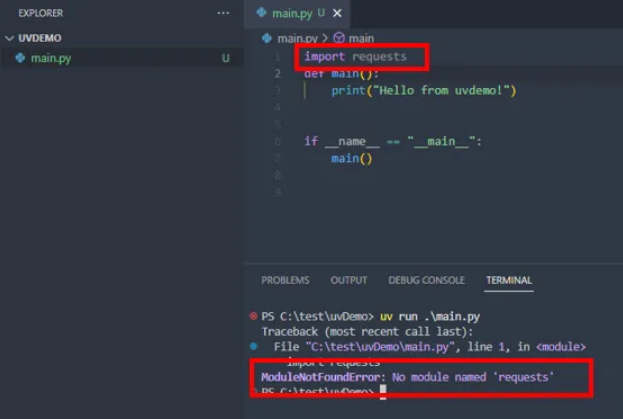 EXPLORER
UVDEMO
main.py U
main.py U
main.py > main
1 import requests
2 def main():
3 print("Hello from uvdemo!")
4
5
6 if __name__ == "__main__":
7 main()
8
9
PROBLEMS OUTPUT DEBUG CONSOLE TERMINAL
PS C:\test\uvDemo> uv run .\main.py
Traceback (most recent call last):
File "C:\test\uvDemo\main.py", line 1, in <module>
import requests
ModuleNotFoundError: No module named 'requests'
PS C:\test\uvDemo>